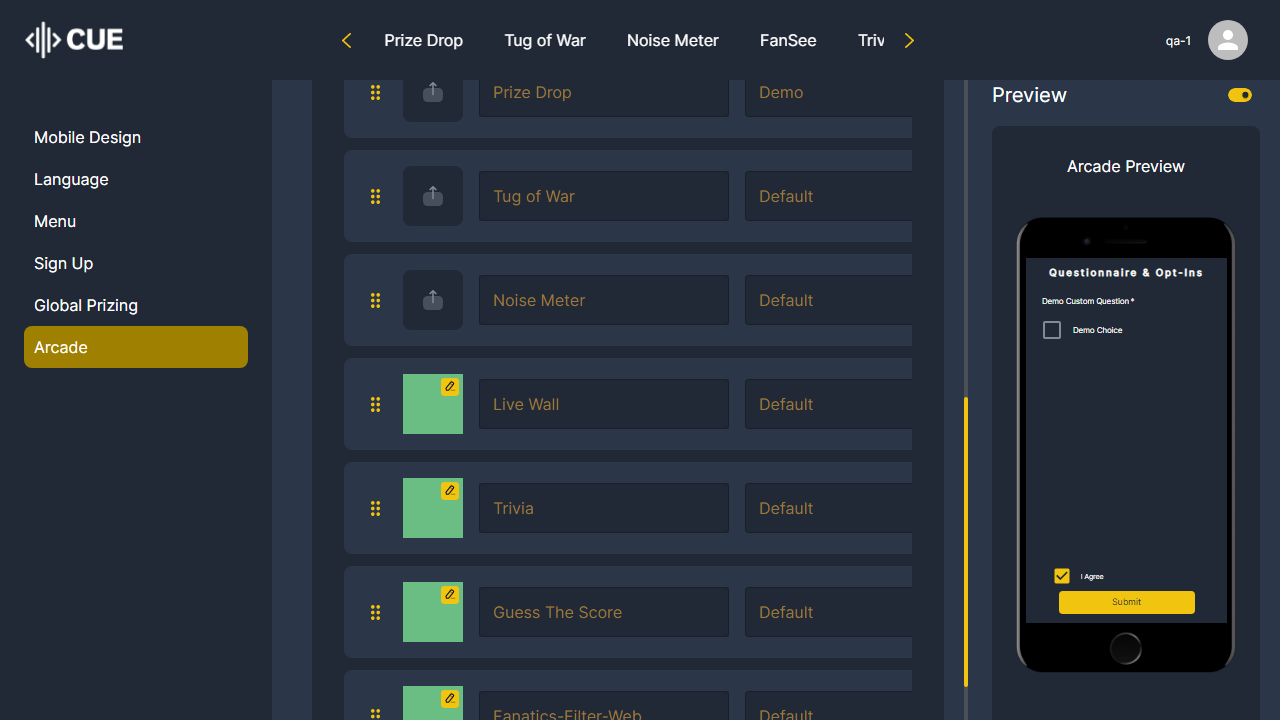 CUE
Prize Drop
Tug of War
Noise Meter
FanSee
Triv
qa-1
Mobile Design
Language
Menu
Sign Up
Global Prizing
Arcade
Prize Drop Demo
Tug of War Default
Noise Meter Default
Live Wall Default
Trivia Default
Guess The Score Default
Fanatics-Filter-Web Default
Preview
Arcade Preview
Questionnaire & Opt-Ins
Demo Custom Question *
Demo Choice
I Agree
Submit